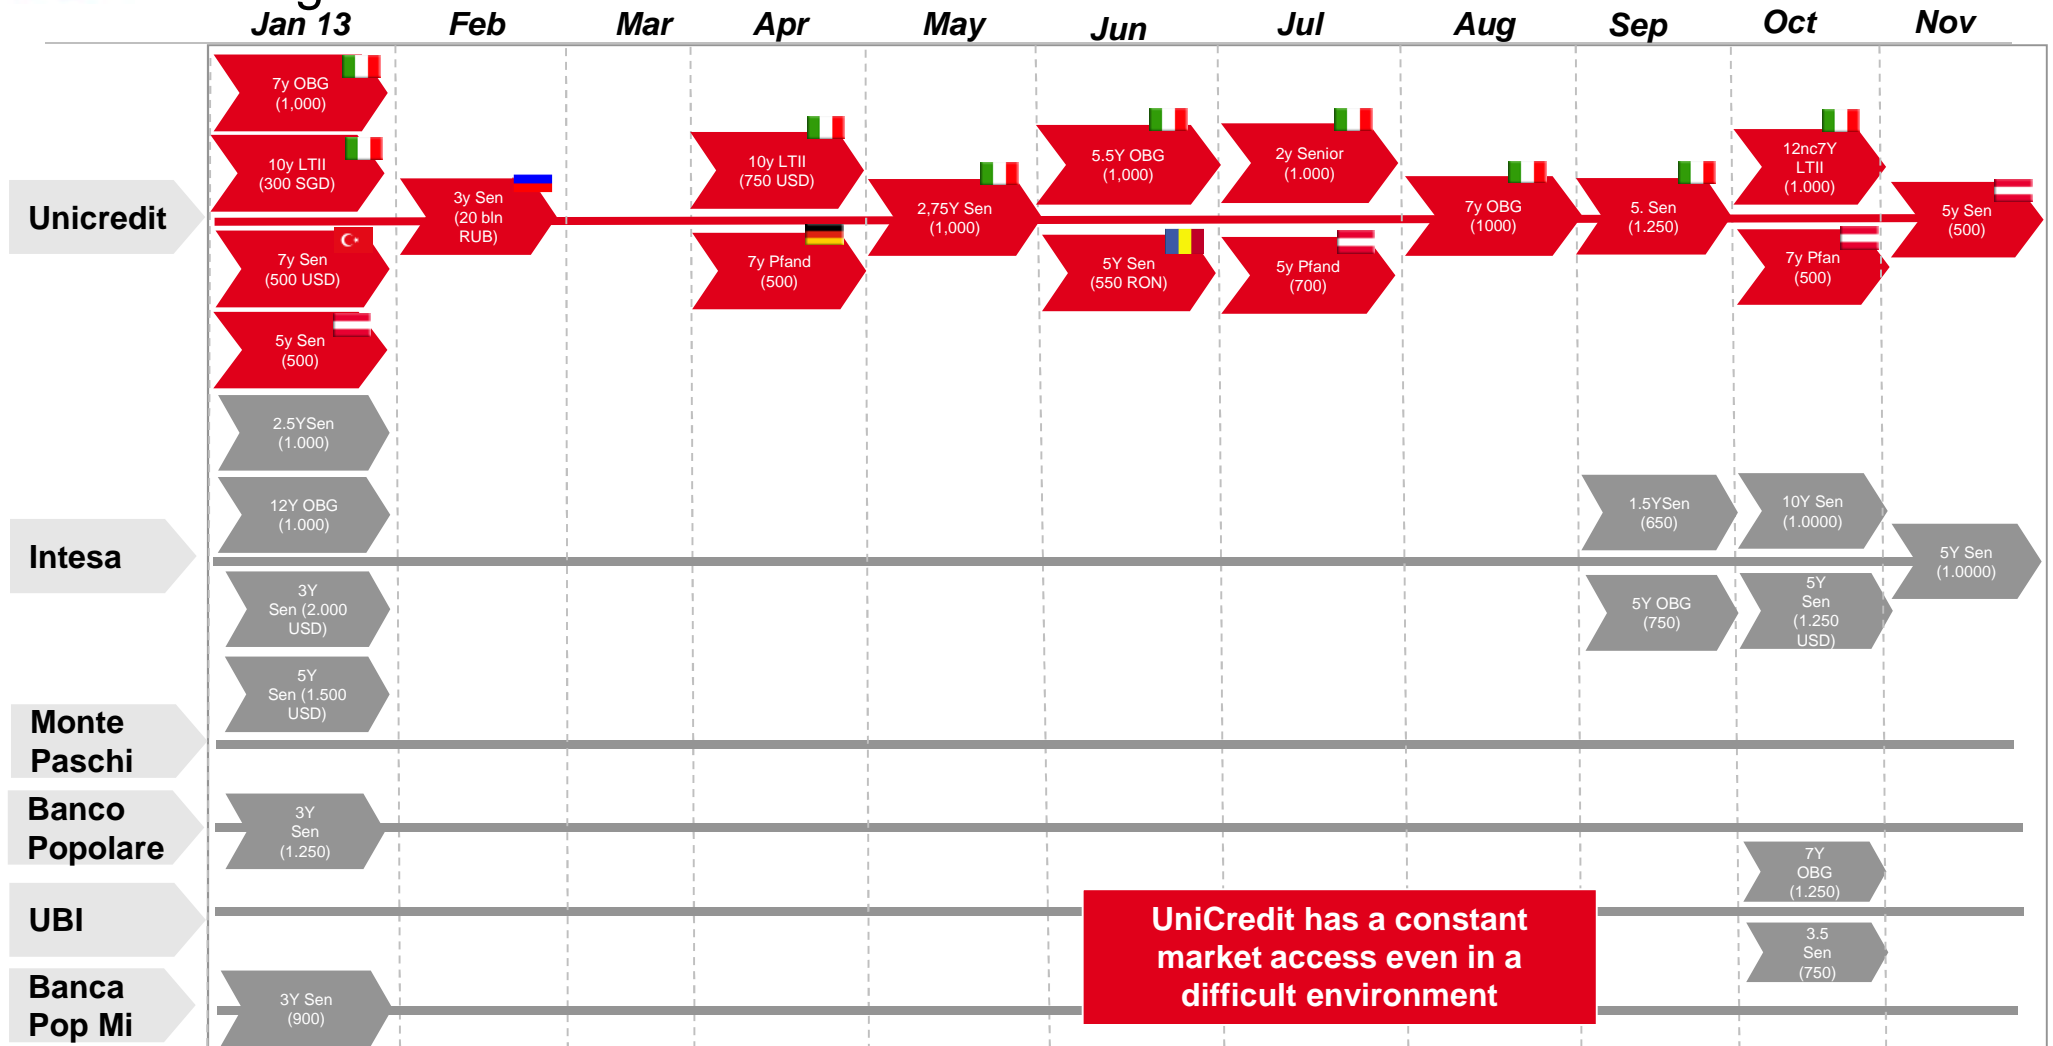 Jan 13
Feb
Mar
Apr
May
Jun
Jul
Aug
Sep
Oct
Nov
Unicredit
7y OBG
(1,000)
10y LTII
(300 SGD)
7y Sen
(500 USD)
5y Sen
(500)
3y Sen
(20 bln
RUB)
10y LTII
(750 USD)
7y Pfand
(500)
2,75Y Sen
(1,000)
5.5Y OBG
(1,000)
5Y Sen
(550 RON)
2y Senior
(1.000)
5y Pfand
(700)
7y OBG
(1000)
5. Sen
(1.250)
12nc7Y
LTII
(1.000)
7y Pfan
(500)
5y Sen
(500)
Intesa
2.5YSen
(1.000)
12Y OBG
(1.000)
3Y
Sen (2.000
USD)
5Y
Sen (1.500
USD)
1.5YSen
(650)
5Y OBG
(750)
10Y Sen
(1.0000)
5Y
Sen
(1.250
USD)
5Y Sen
(1.0000)
Monte
Paschi
Banco
Popolare
3Y
Sen
(1.250)
UBI
7Y
OBG
(1.250)
3.5
Sen
(750)
Banca
Pop Mi
3Y Sen
(900)
UniCredit has a constant
market access even in a
difficult environment